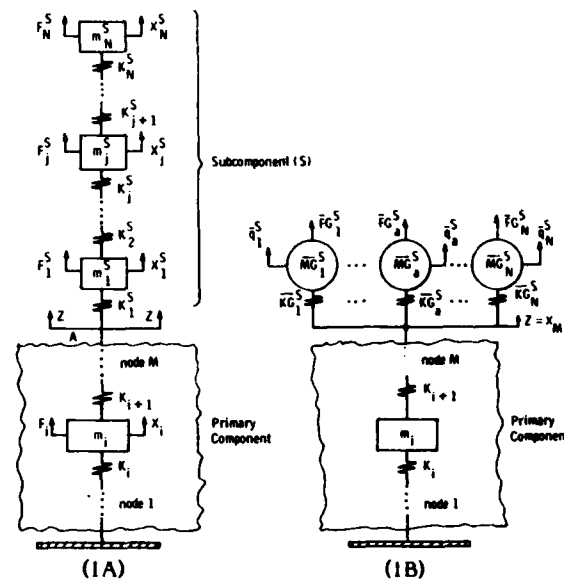 F_N^S m_N^S X_N^S
K_N^S
K_{j+1}^S
F_j^S m_j^S X_j^S
K_j^S
Subcomponent (S)
K_2^S
F_1^S m_1^S X_1^S
K_1^S
Z Z
A
node M
K_{i+1}
F_i m_i X_i
K_i
node 1
Primary Component
(1A)
F̄G_1^S F̄G_a^S F̄G_N^S
q̄_1^S q̄_a^S q̄_N^S
M̄G_1^S M̄G_a^S M̄G_N^S
K̄G_1^S K̄G_a^S K̄G_N^S
Z = X_M
node M
K_{i+1}
m_i
K_i
node 1
Primary
Component
(1B)